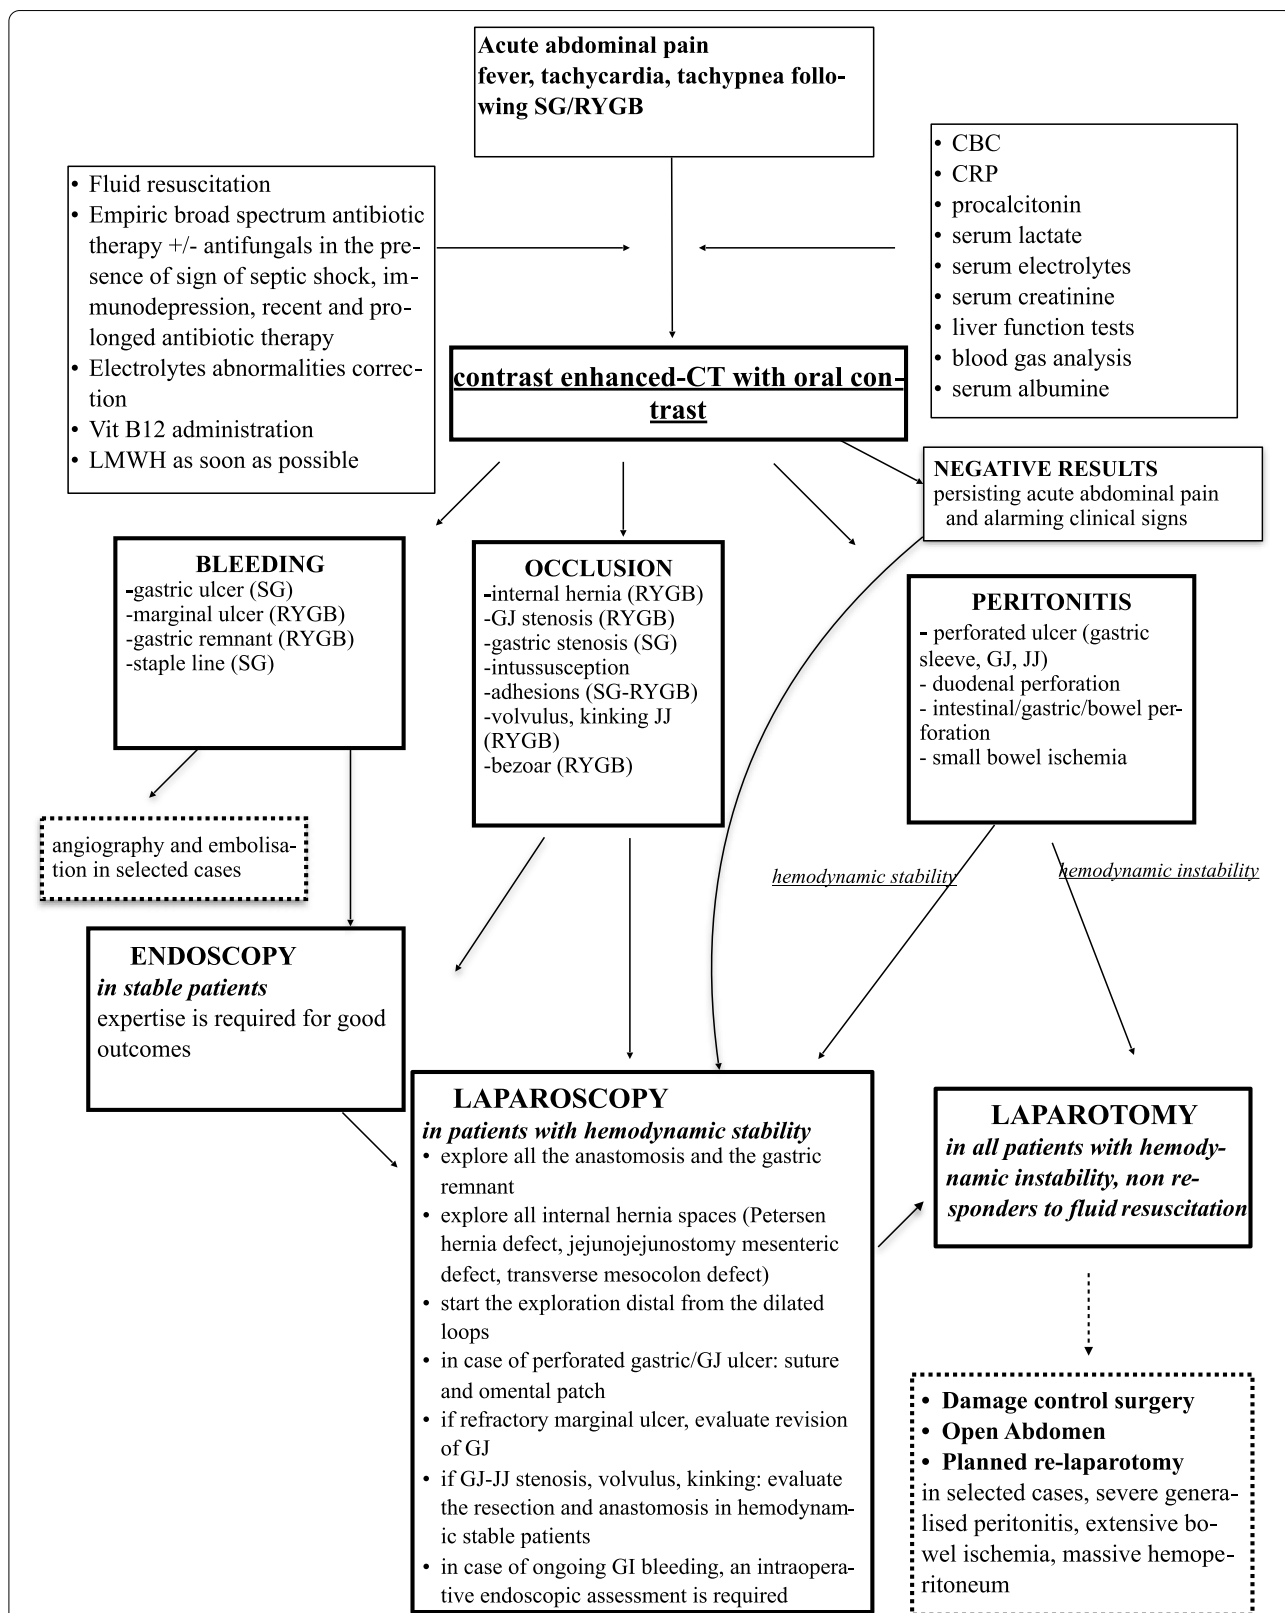 Acute abdominal pain
fever, tachycardia, tachypnea follo-
wing SG/RYGB
• Fluid resuscitation
• Empiric broad spectrum antibiotic
therapy +/- antifungals in the pre-
sence of sign of septic shock, im-
munodepression, recent and pro-
longed antibiotic therapy
• Electrolytes abnormalities correc-
tion
• Vit B12 administration
• LMWH as soon as possible
• CBC
• CRP
• procalcitonin
• serum lactate
• serum electrolytes
• serum creatinine
• liver function tests
• blood gas analysis
• serum albumine
contrast enhanced-CT with oral con-
trast
NEGATIVE RESULTS
persisting acute abdominal pain
and alarming clinical signs
BLEEDING
-gastric ulcer (SG)
-marginal ulcer (RYGB)
-gastric remnant (RYGB)
-staple line (SG)
OCCLUSION
-internal hernia (RYGB)
-GJ stenosis (RYGB)
-gastric stenosis (SG)
-intussusception
-adhesions (SG-RYGB)
-volvulus, kinking JJ
(RYGB)
-bezoar (RYGB)
PERITONITIS
- perforated ulcer (gastric
sleeve, GJ, JJ)
- duodenal perforation
- intestinal/gastric/bowel per-
foration
- small bowel ischemia
angiography and embolisa-
tion in selected cases
hemodynamic stability
hemodynamic instability
ENDOSCOPY
in stable patients
expertise is required for good
outcomes
LAPAROSCOPY
in patients with hemodynamic stability
• explore all the anastomosis and the gastric
remnant
• explore all internal hernia spaces (Petersen
hernia defect, jejunojejunostomy mesenteric
defect, transverse mesocolon defect)
• start the exploration distal from the dilated
loops
• in case of perforated gastric/GJ ulcer: suture
and omental patch
• if refractory marginal ulcer, evaluate revision
of GJ
• if GJ-JJ stenosis, volvulus, kinking: evaluate
the resection and anastomosis in hemodynam-
ic stable patients
• in case of ongoing GI bleeding, an intraopera-
tive endoscopic assessment is required
LAPAROTOMY
in all patients with hemody-
namic instability, non re-
sponders to fluid resuscitation
• Damage control surgery
• Open Abdomen
• Planned re-laparotomy
in selected cases, severe genera-
lised peritonitis, extensive bo-
wel ischemia, massive hemope-
ritoneum